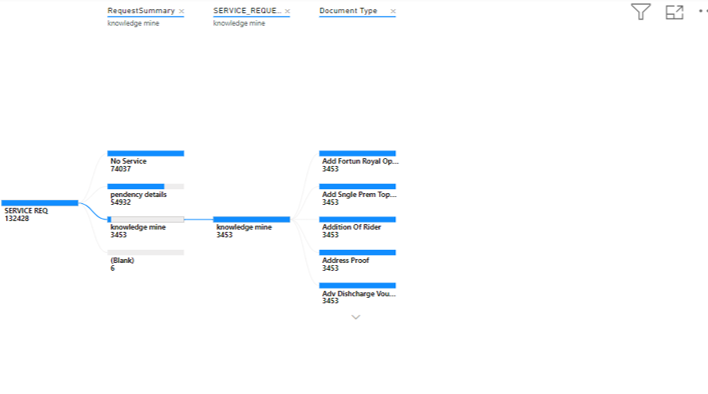 RequestSummary
knowledge mine
SERVICE_REQUE...
knowledge mine
Document Type
SERVICE REQ
132428
No Service
74037
pendency details
54932
knowledge mine
3453
(Blank)
6
knowledge mine
3453
Add Fortun Royal Op...
3453
Add Sngle Prem Top...
3453
Addition Of Rider
3453
Address Proof
3453
Adv Dishcharge Vou...
3453